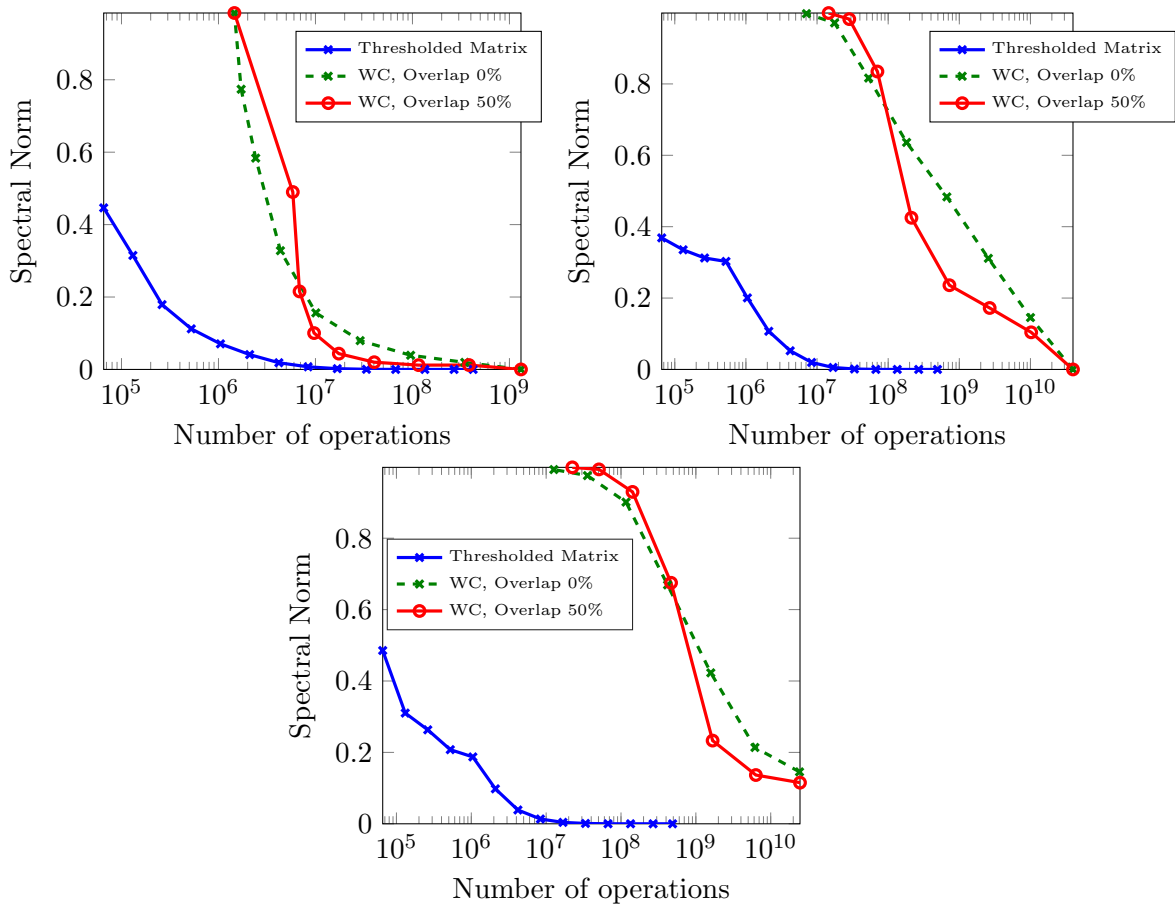 0.8
0.6
0.4
0.2
0
Spectral Norm
10^5 10^6 10^7 10^8 10^9
Number of operations
Thresholded Matrix
WC, Overlap 0%
WC, Overlap 50%
0.8
0.6
0.4
0.2
0
Spectral Norm
10^5 10^6 10^7 10^8 10^9 10^10
Number of operations
Thresholded Matrix
WC, Overlap 0%
WC, Overlap 50%
0.8
0.6
0.4
0.2
0
Spectral Norm
10^5 10^6 10^7 10^8 10^9 10^10
Number of operations
Thresholded Matrix
WC, Overlap 0%
WC, Overlap 50%